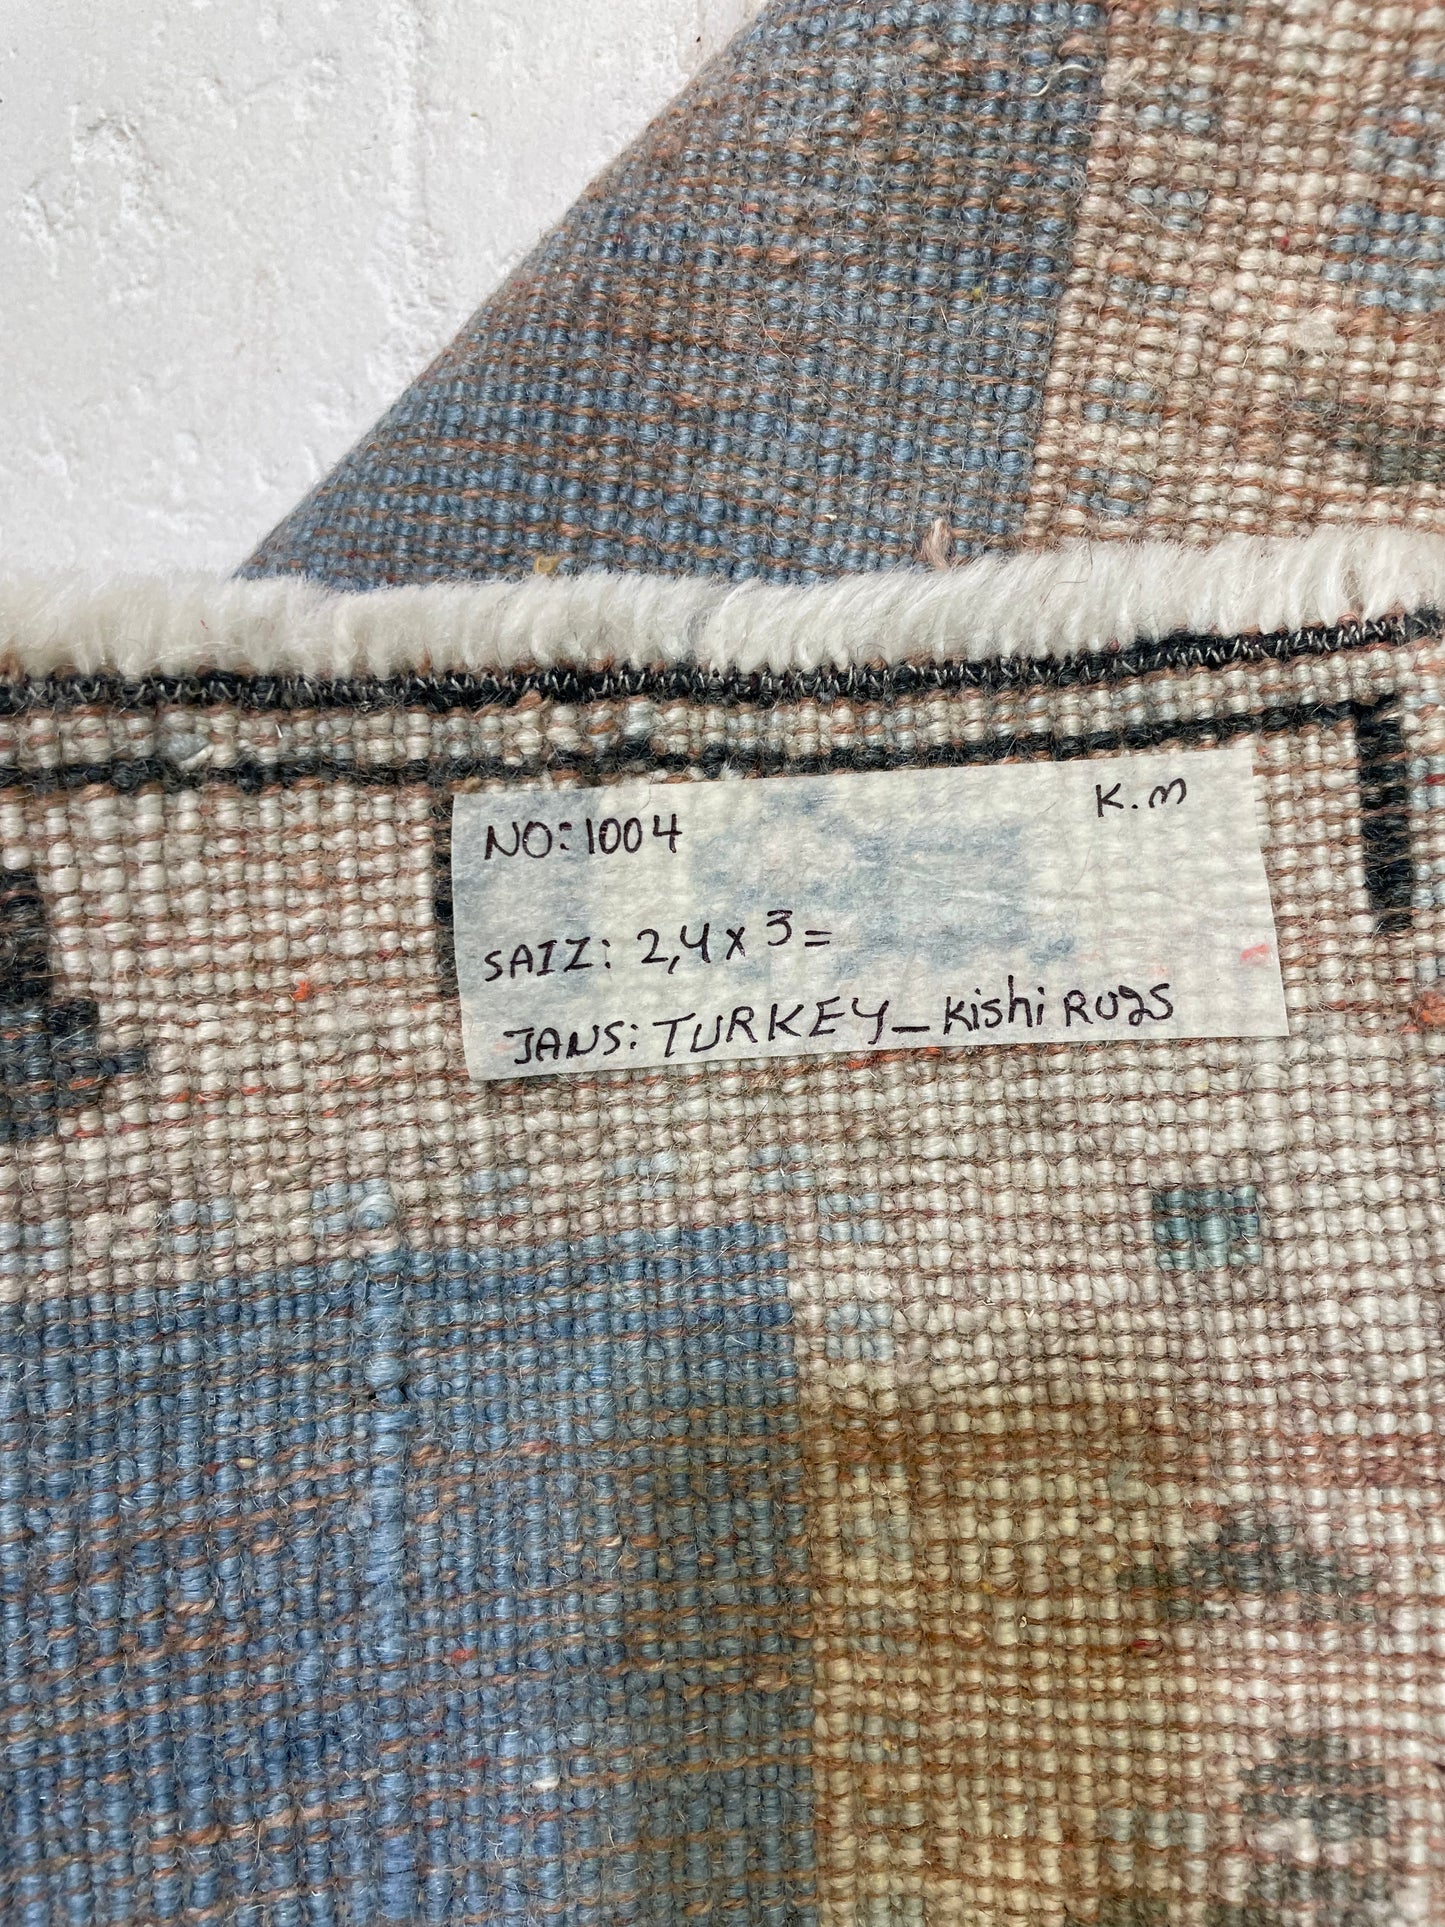 K.m
NO: 1004
SAIZ: 2,4 x 3 =
JANS: TURKEY_Kishi RUgS